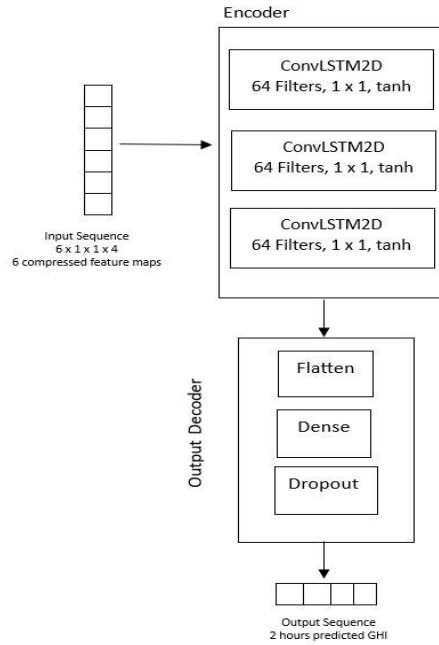 Encoder
ConvLSTM2D
64 Filters, 1 x 1, tanh
ConvLSTM2D
64 Filters, 1 x 1, tanh
ConvLSTM2D
64 Filters, 1 x 1, tanh
Input Sequence
6 x 1 x 1 x 4
6 compressed feature maps
Output Decoder
Flatten
Dense
Dropout
Output Sequence
2 hours predicted GHI